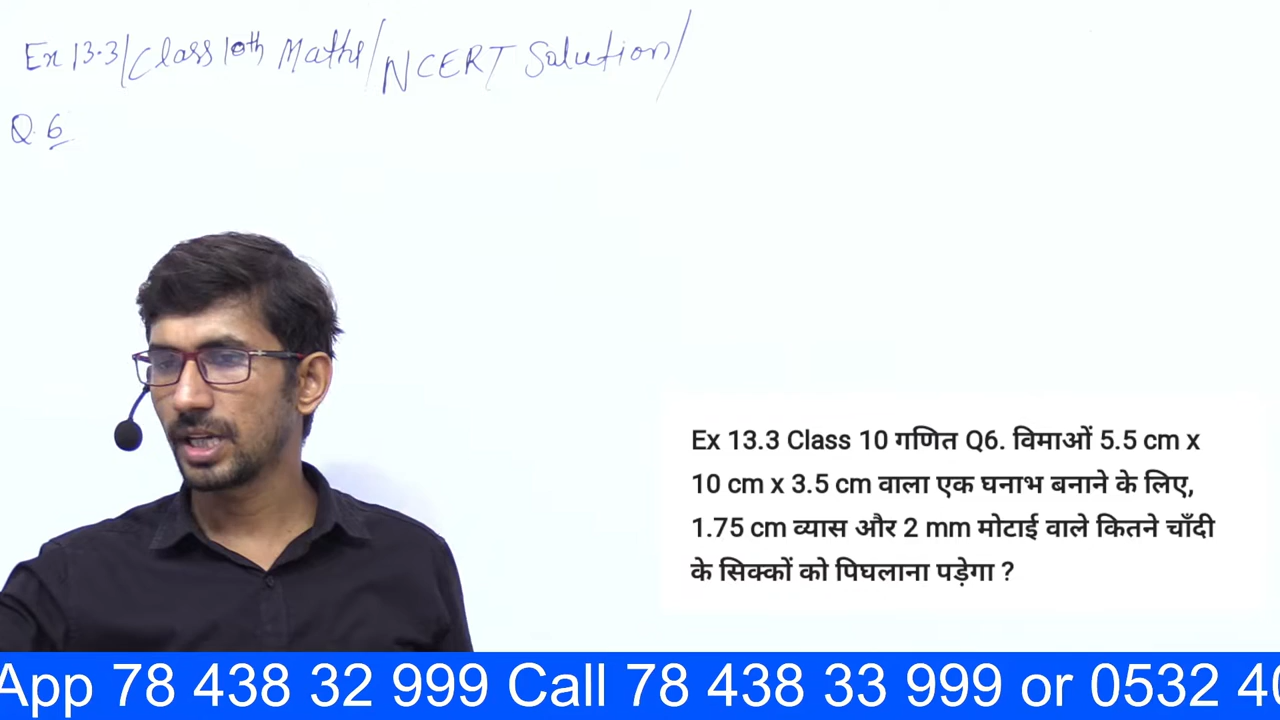 Ex 13.3/Class 10th Maths/NCERT Solution/
Q. 6
Ex 13.3 Class 10 गणित Q6. विमाओं 5.5 cm x
10 cm x 3.5 cm वाला एक घनाभ बनाने के लिए,
1.75 cm व्यास और 2 mm मोटाई वाले कितने चाँदी
के सिक्कों को पिघलाना पड़ेगा ?
App 78 438 32 999 Call 78 438 33 999 or 0532 40